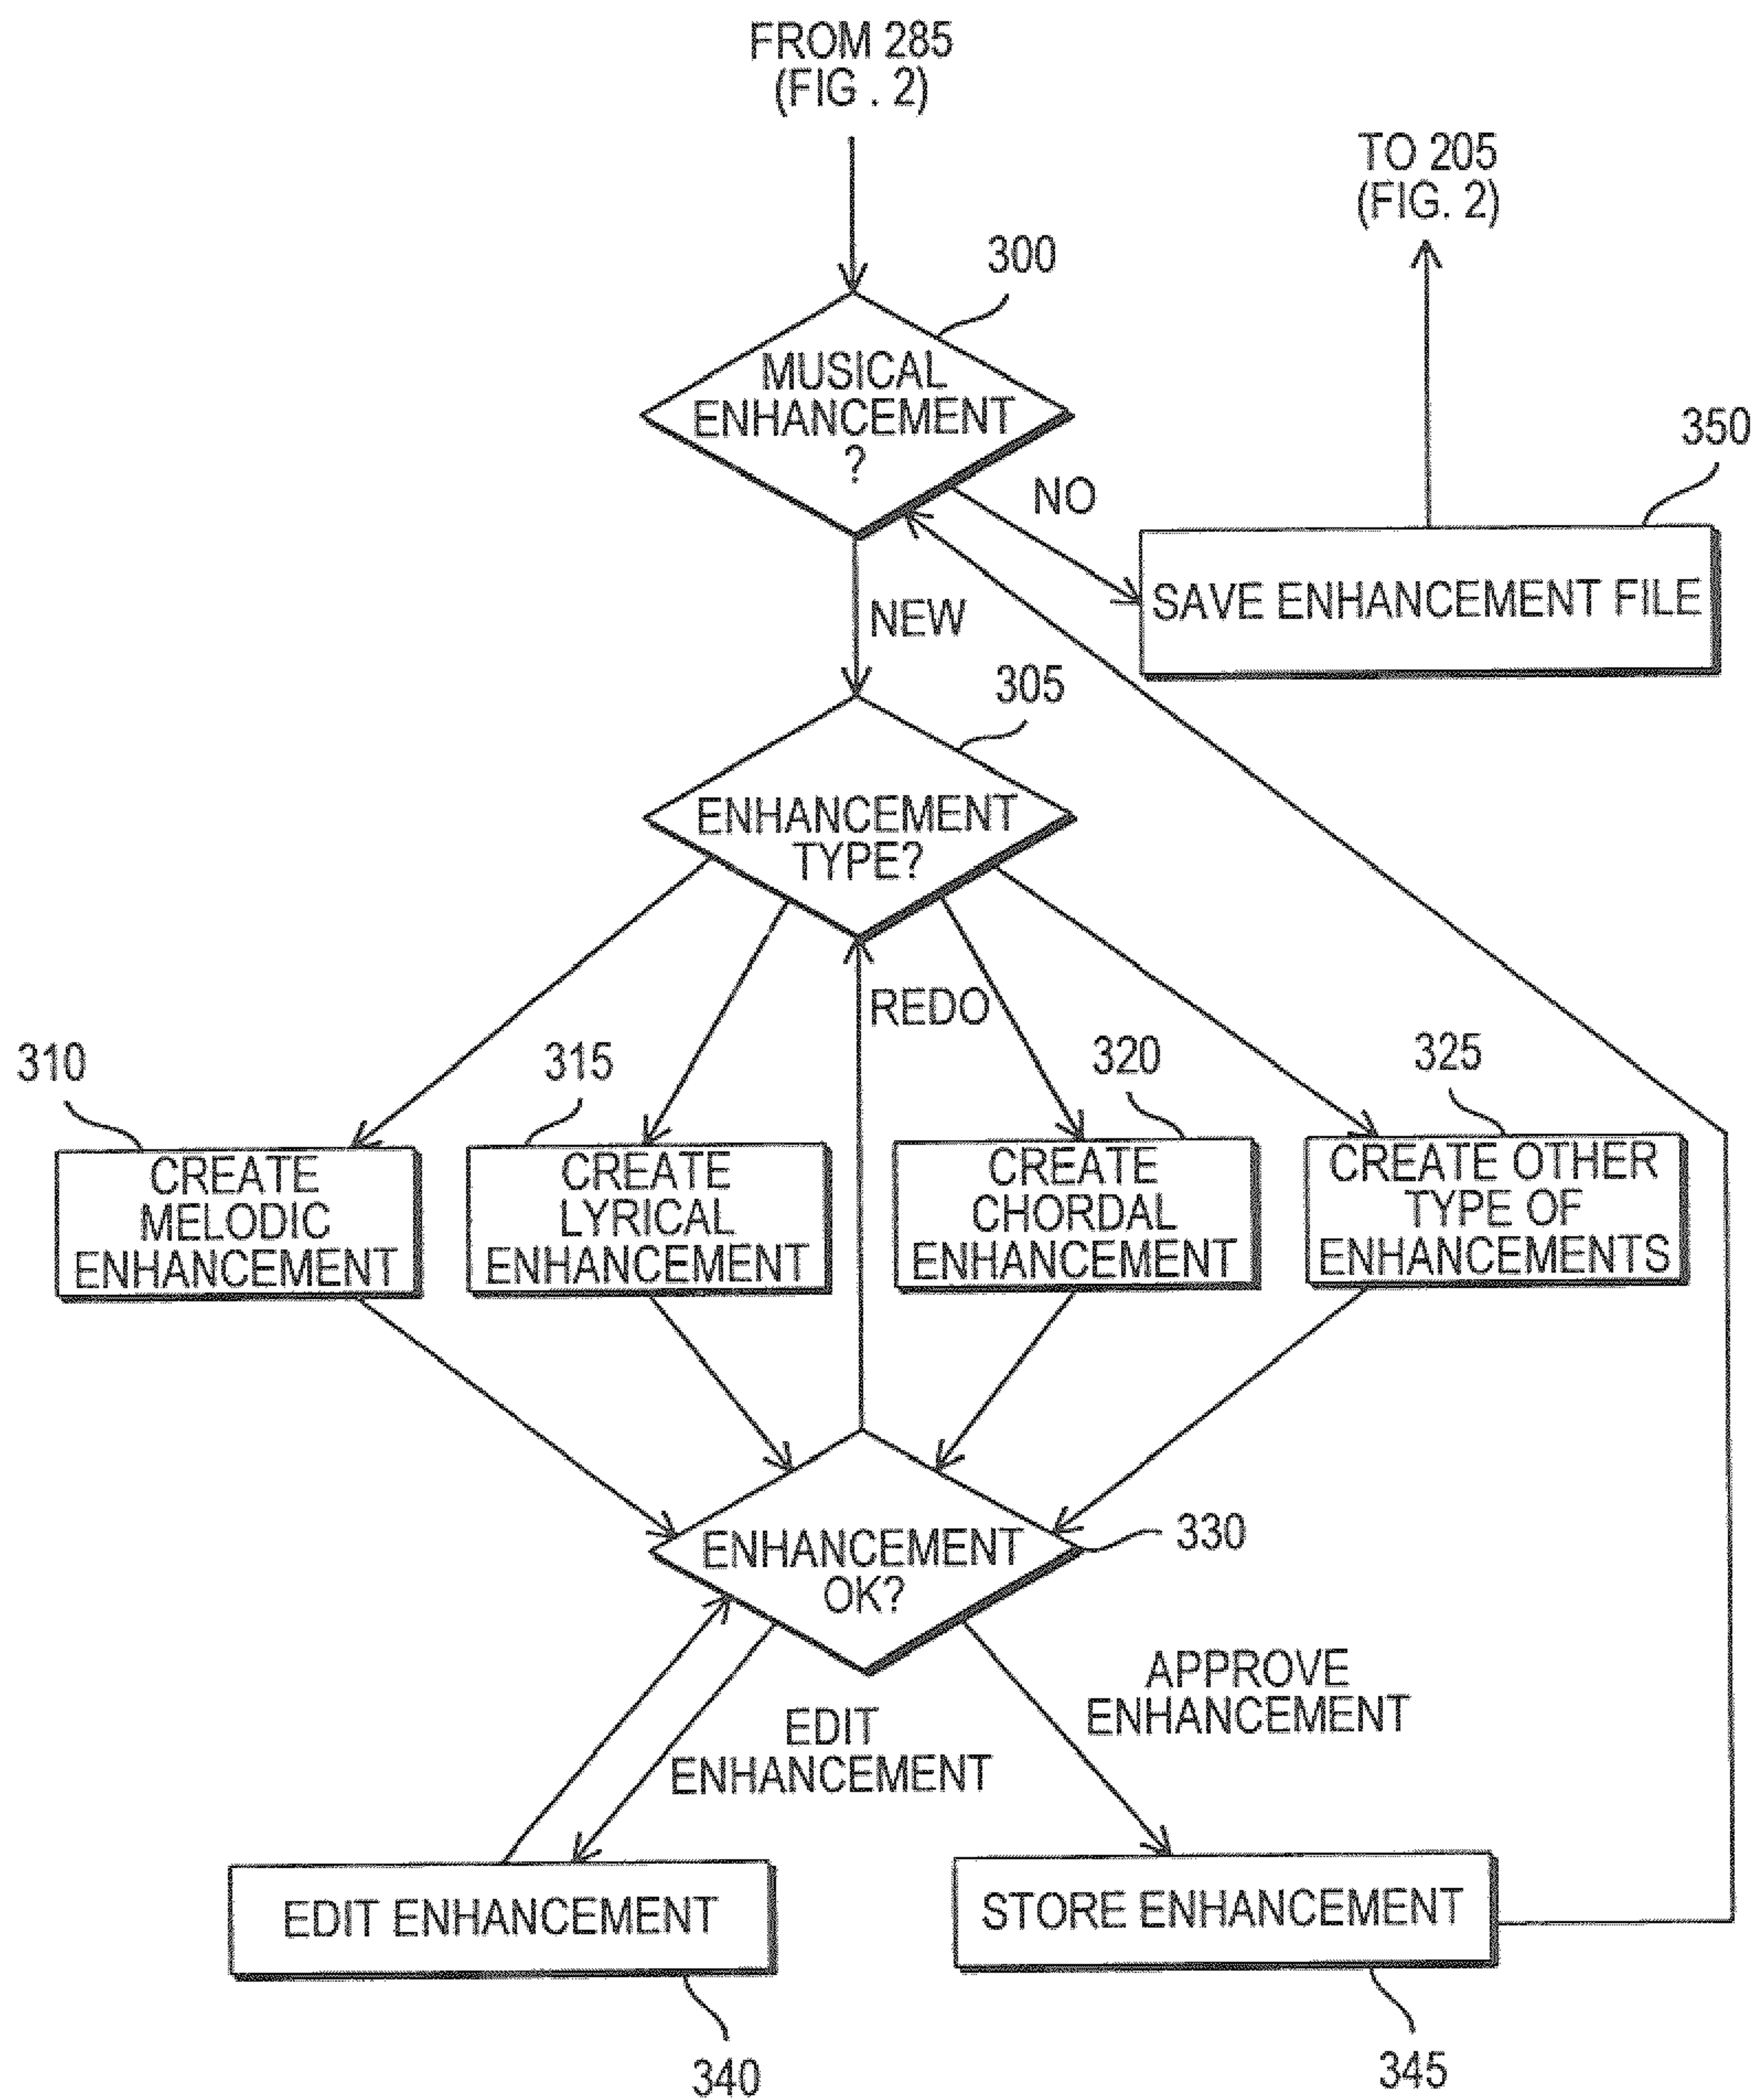 FROM 285
(FIG . 2)
TO 205
(FIG. 2)
300
MUSICAL
ENHANCEMENT
?
350
NO
SAVE ENHANCEMENT FILE
NEW
305
ENHANCEMENT
TYPE?
REDO
310
315
320
325
CREATE
MELODIC
ENHANCEMENT
CREATE
LYRICAL
ENHANCEMENT
CREATE
CHORDAL
ENHANCEMENT
CREATE OTHER
TYPE OF
ENHANCEMENTS
330
ENHANCEMENT
OK?
APPROVE
ENHANCEMENT
EDIT
ENHANCEMENT
EDIT ENHANCEMENT
STORE ENHANCEMENT
340
345